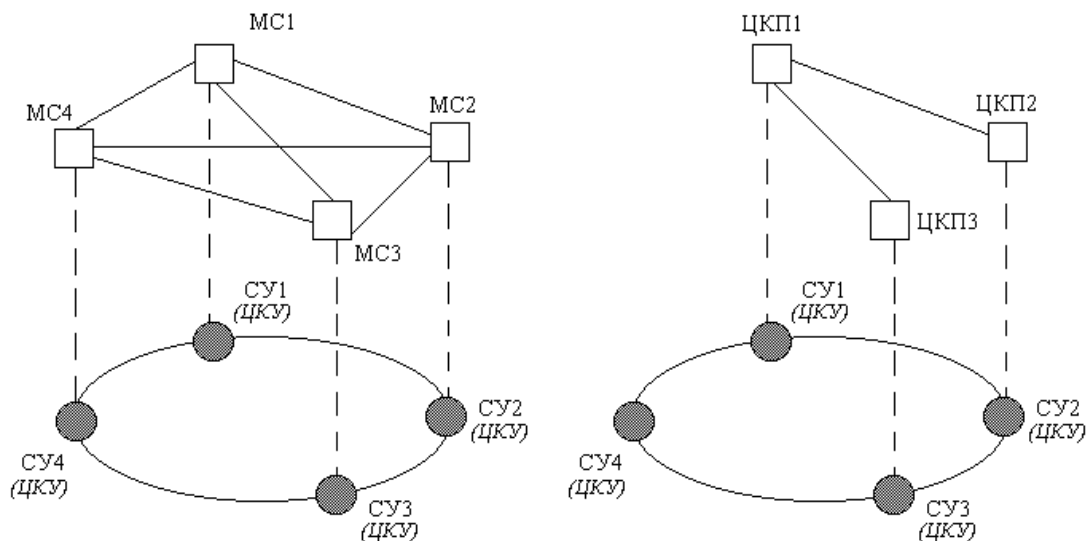 МС1
МС4
МС2
МС3
СУ1
(ЦКУ)
СУ2
(ЦКУ)
СУ4
(ЦКУ)
СУ3
(ЦКУ)
ЦКП1
ЦКП2
ЦКП3
СУ1
(ЦКУ)
СУ2
(ЦКУ)
СУ4
(ЦКУ)
СУ3
(ЦКУ)